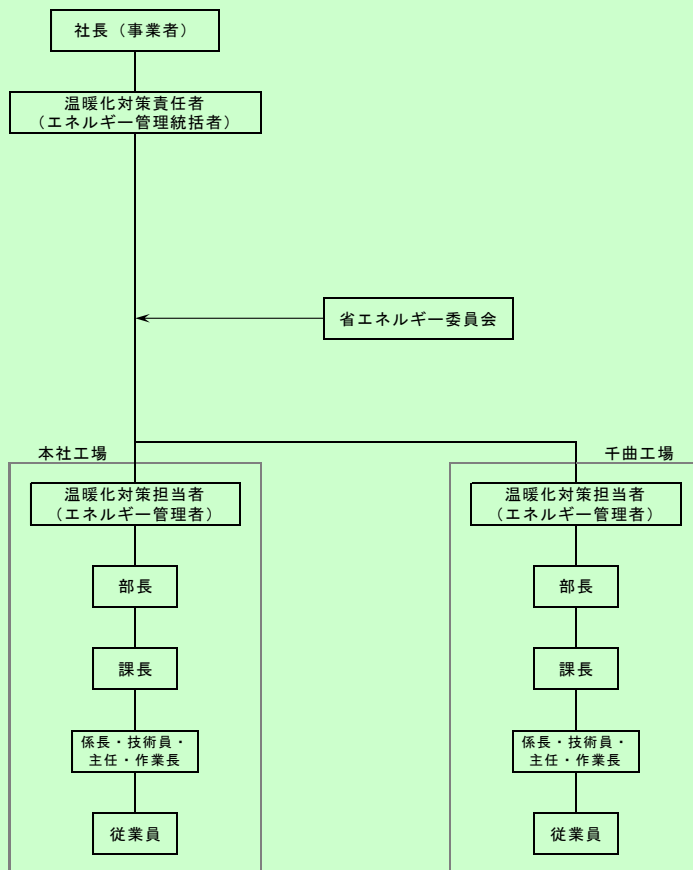 社長（事業者）
温暖化対策責任者
（エネルギー管理統括者）
省エネルギー委員会
本社工場
温暖化対策担当者
（エネルギー管理者）
部長
課長
係長・技術員・
主任・作業長
従業員
千曲工場
温暖化対策担当者
（エネルギー管理者）
部長
課長
係長・技術員・
主任・作業長
従業員